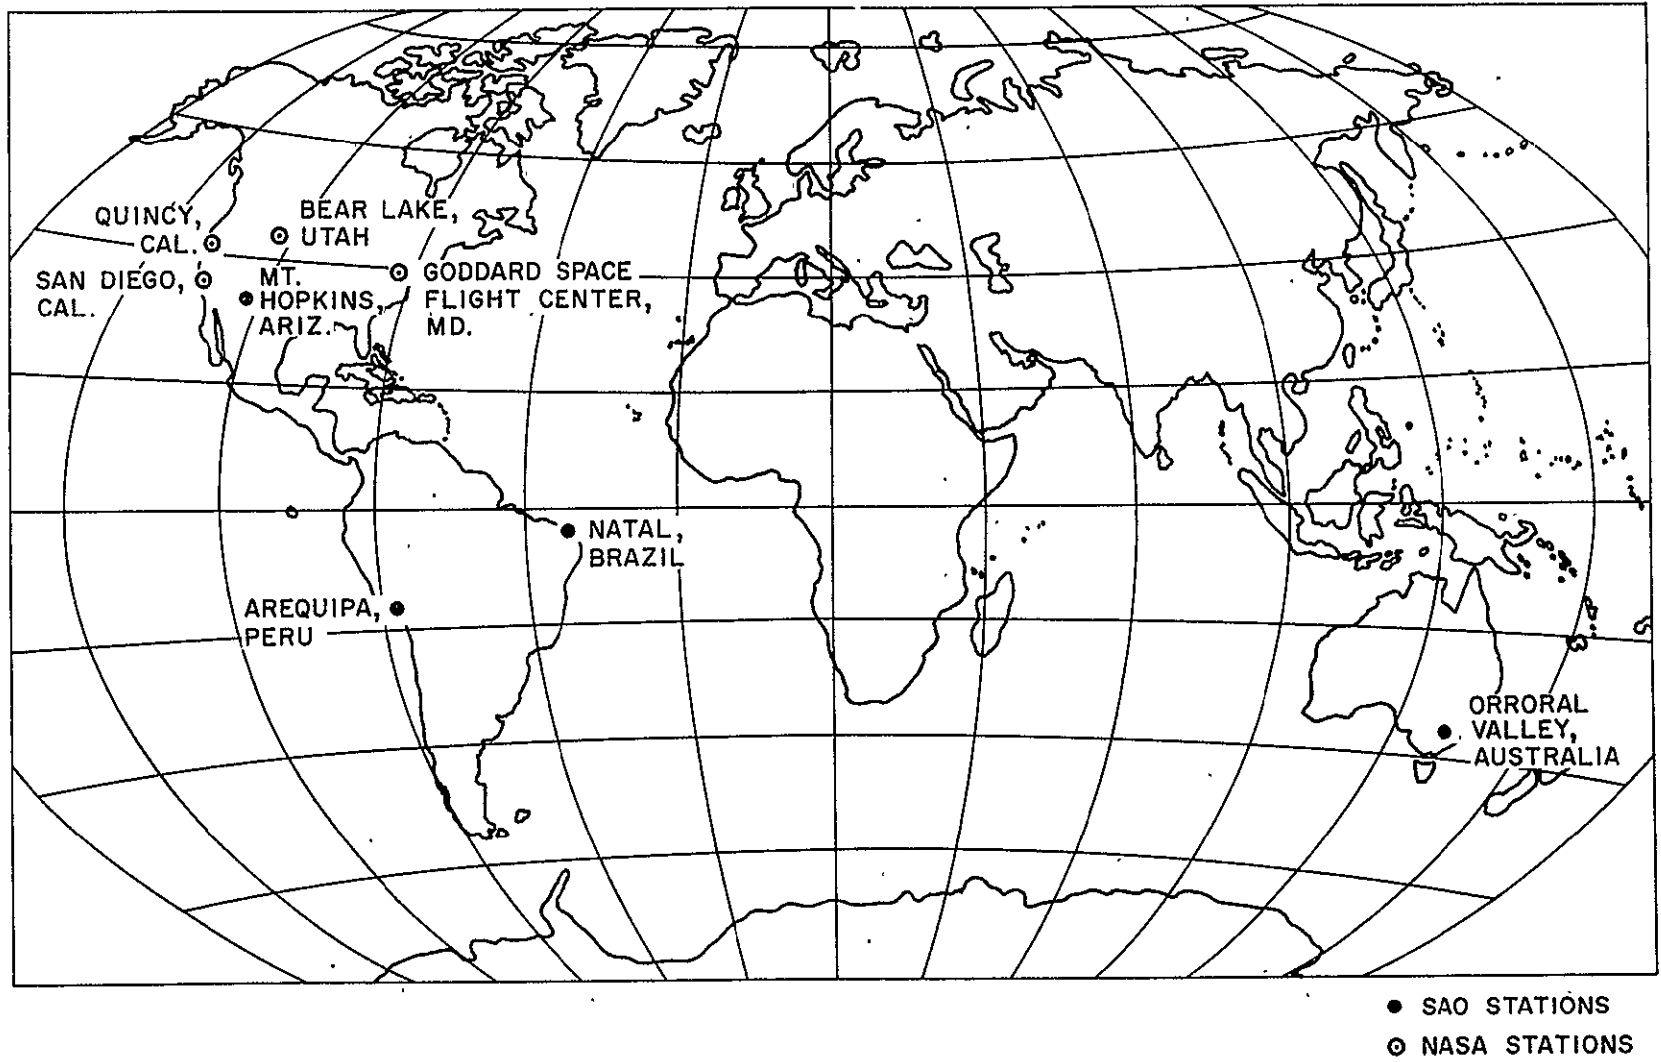 QUINCY,
CAL.
BEAR LAKE,
UTAH
SAN DIEGO,
CAL.
MT.
HOPKINS,
ARIZ.
GODDARD SPACE
FLIGHT CENTER,
MD.
NATAL,
BRAZIL
AREQUIPA,
PERU
ORRORAL
VALLEY,
AUSTRALIA
SAO STATIONS
NASA STATIONS